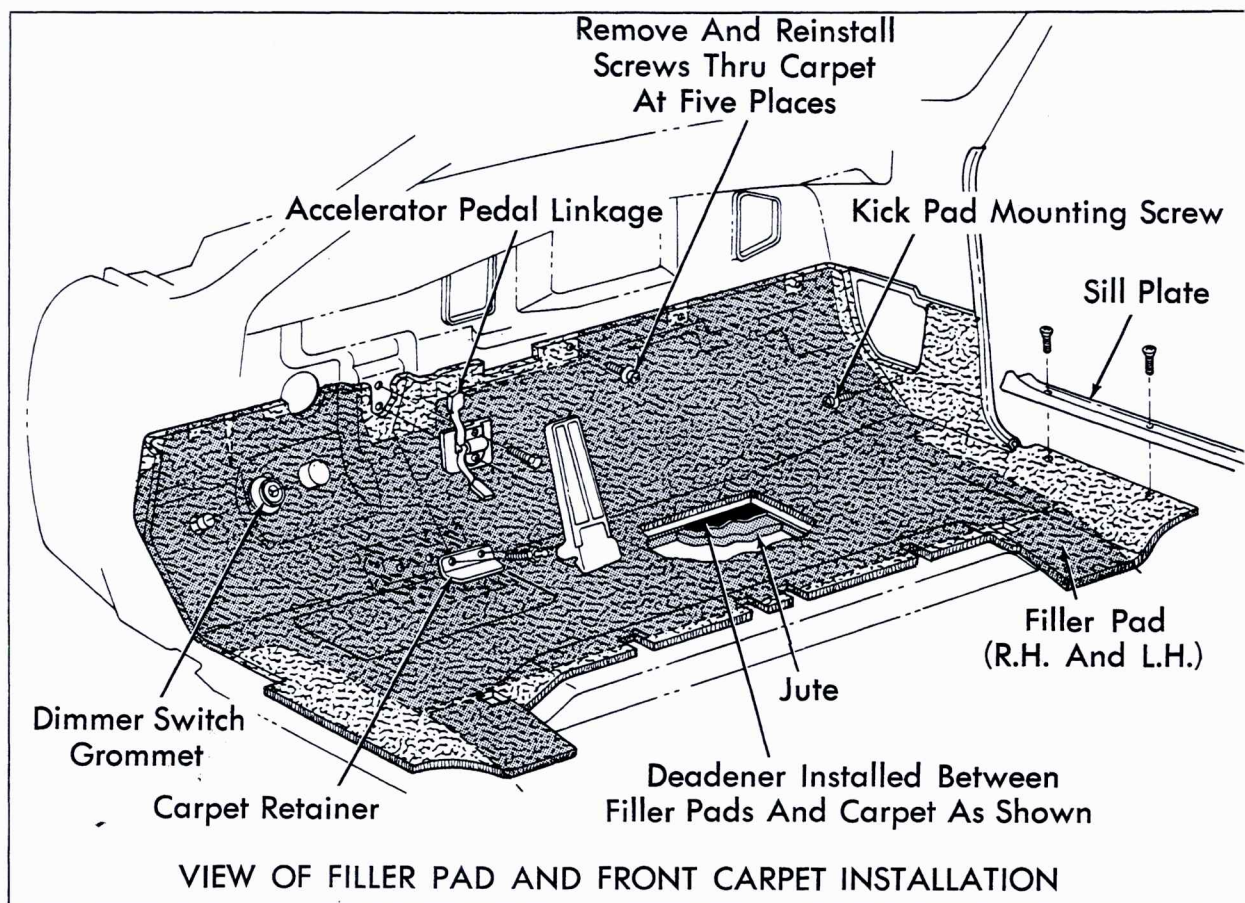 Remove And Reinstall
Screws Thru Carpet
At Five Places
Accelerator Pedal Linkage
Kick Pad Mounting Screw
Sill Plate
Filler Pad
(R.H. And L.H.)
Jute
Dimmer Switch
Grommet
Deadener Installed Between
Filler Pads And Carpet As Shown
Carpet Retainer
VIEW OF FILLER PAD AND FRONT CARPET INSTALLATION